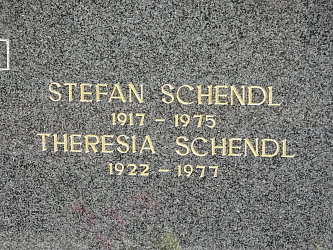 STEFAN SCHENDL
1917 – 1975
THERESIA SCHENDL
1922 – 1977